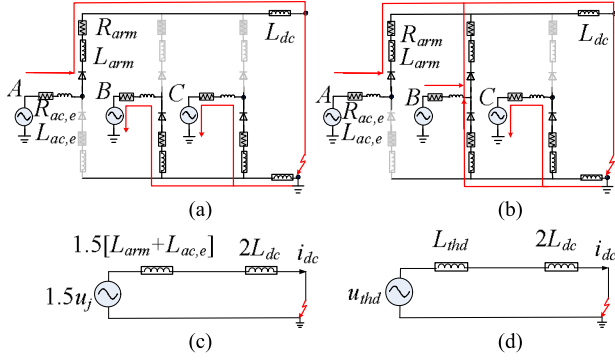 R_arm
L_dc
L_arm
A
B
C
R_ac,e
L_ac,e
(a)
R_arm
L_dc
L_arm
A
B
C
R_ac,e
L_ac,e
(b)
1.5[L_arm+L_ac,e]
2L_dc
i_dc
1.5u_j
(c)
L_thd
2L_dc
i_dc
u_thd
(d)